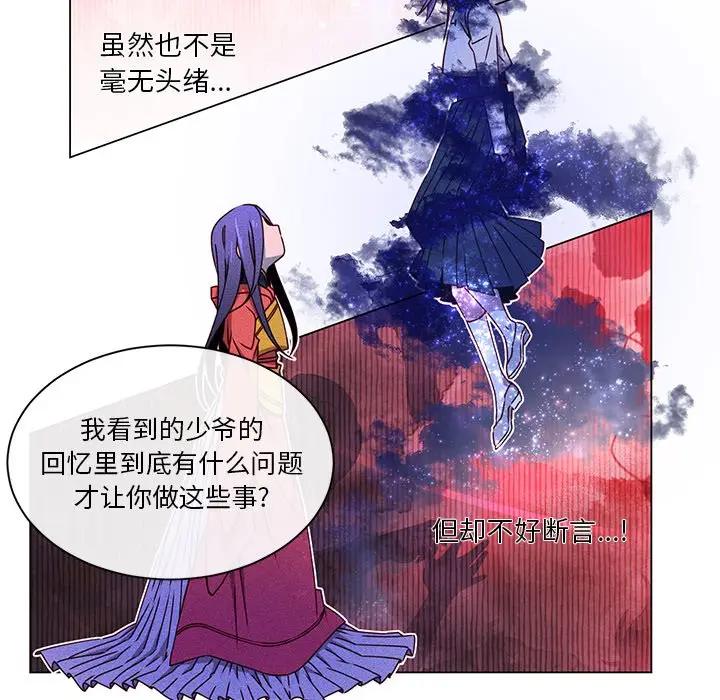 虽然也不是
毫无头绪...
我看到的少爷的
回忆里到底有什么问题
才让你做这些事?
但却不好断言...!